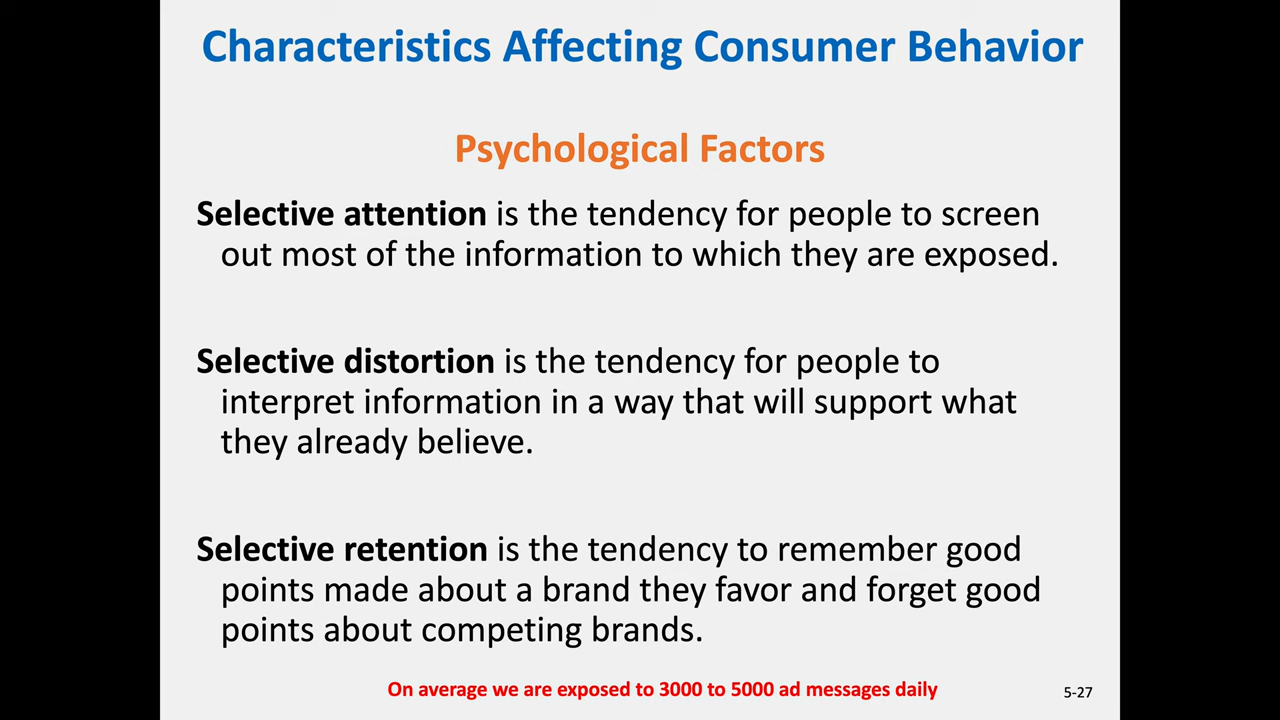 Characteristics Affecting Consumer Behavior
Psychological Factors
Selective attention is the tendency for people to screen
out most of the information to which they are exposed.
Selective distortion is the tendency for people to
interpret information in a way that will support what
they already believe.
Selective retention is the tendency to remember good
points made about a brand they favor and forget good
points about competing brands.
On average we are exposed to 3000 to 5000 ad messages daily
5-27